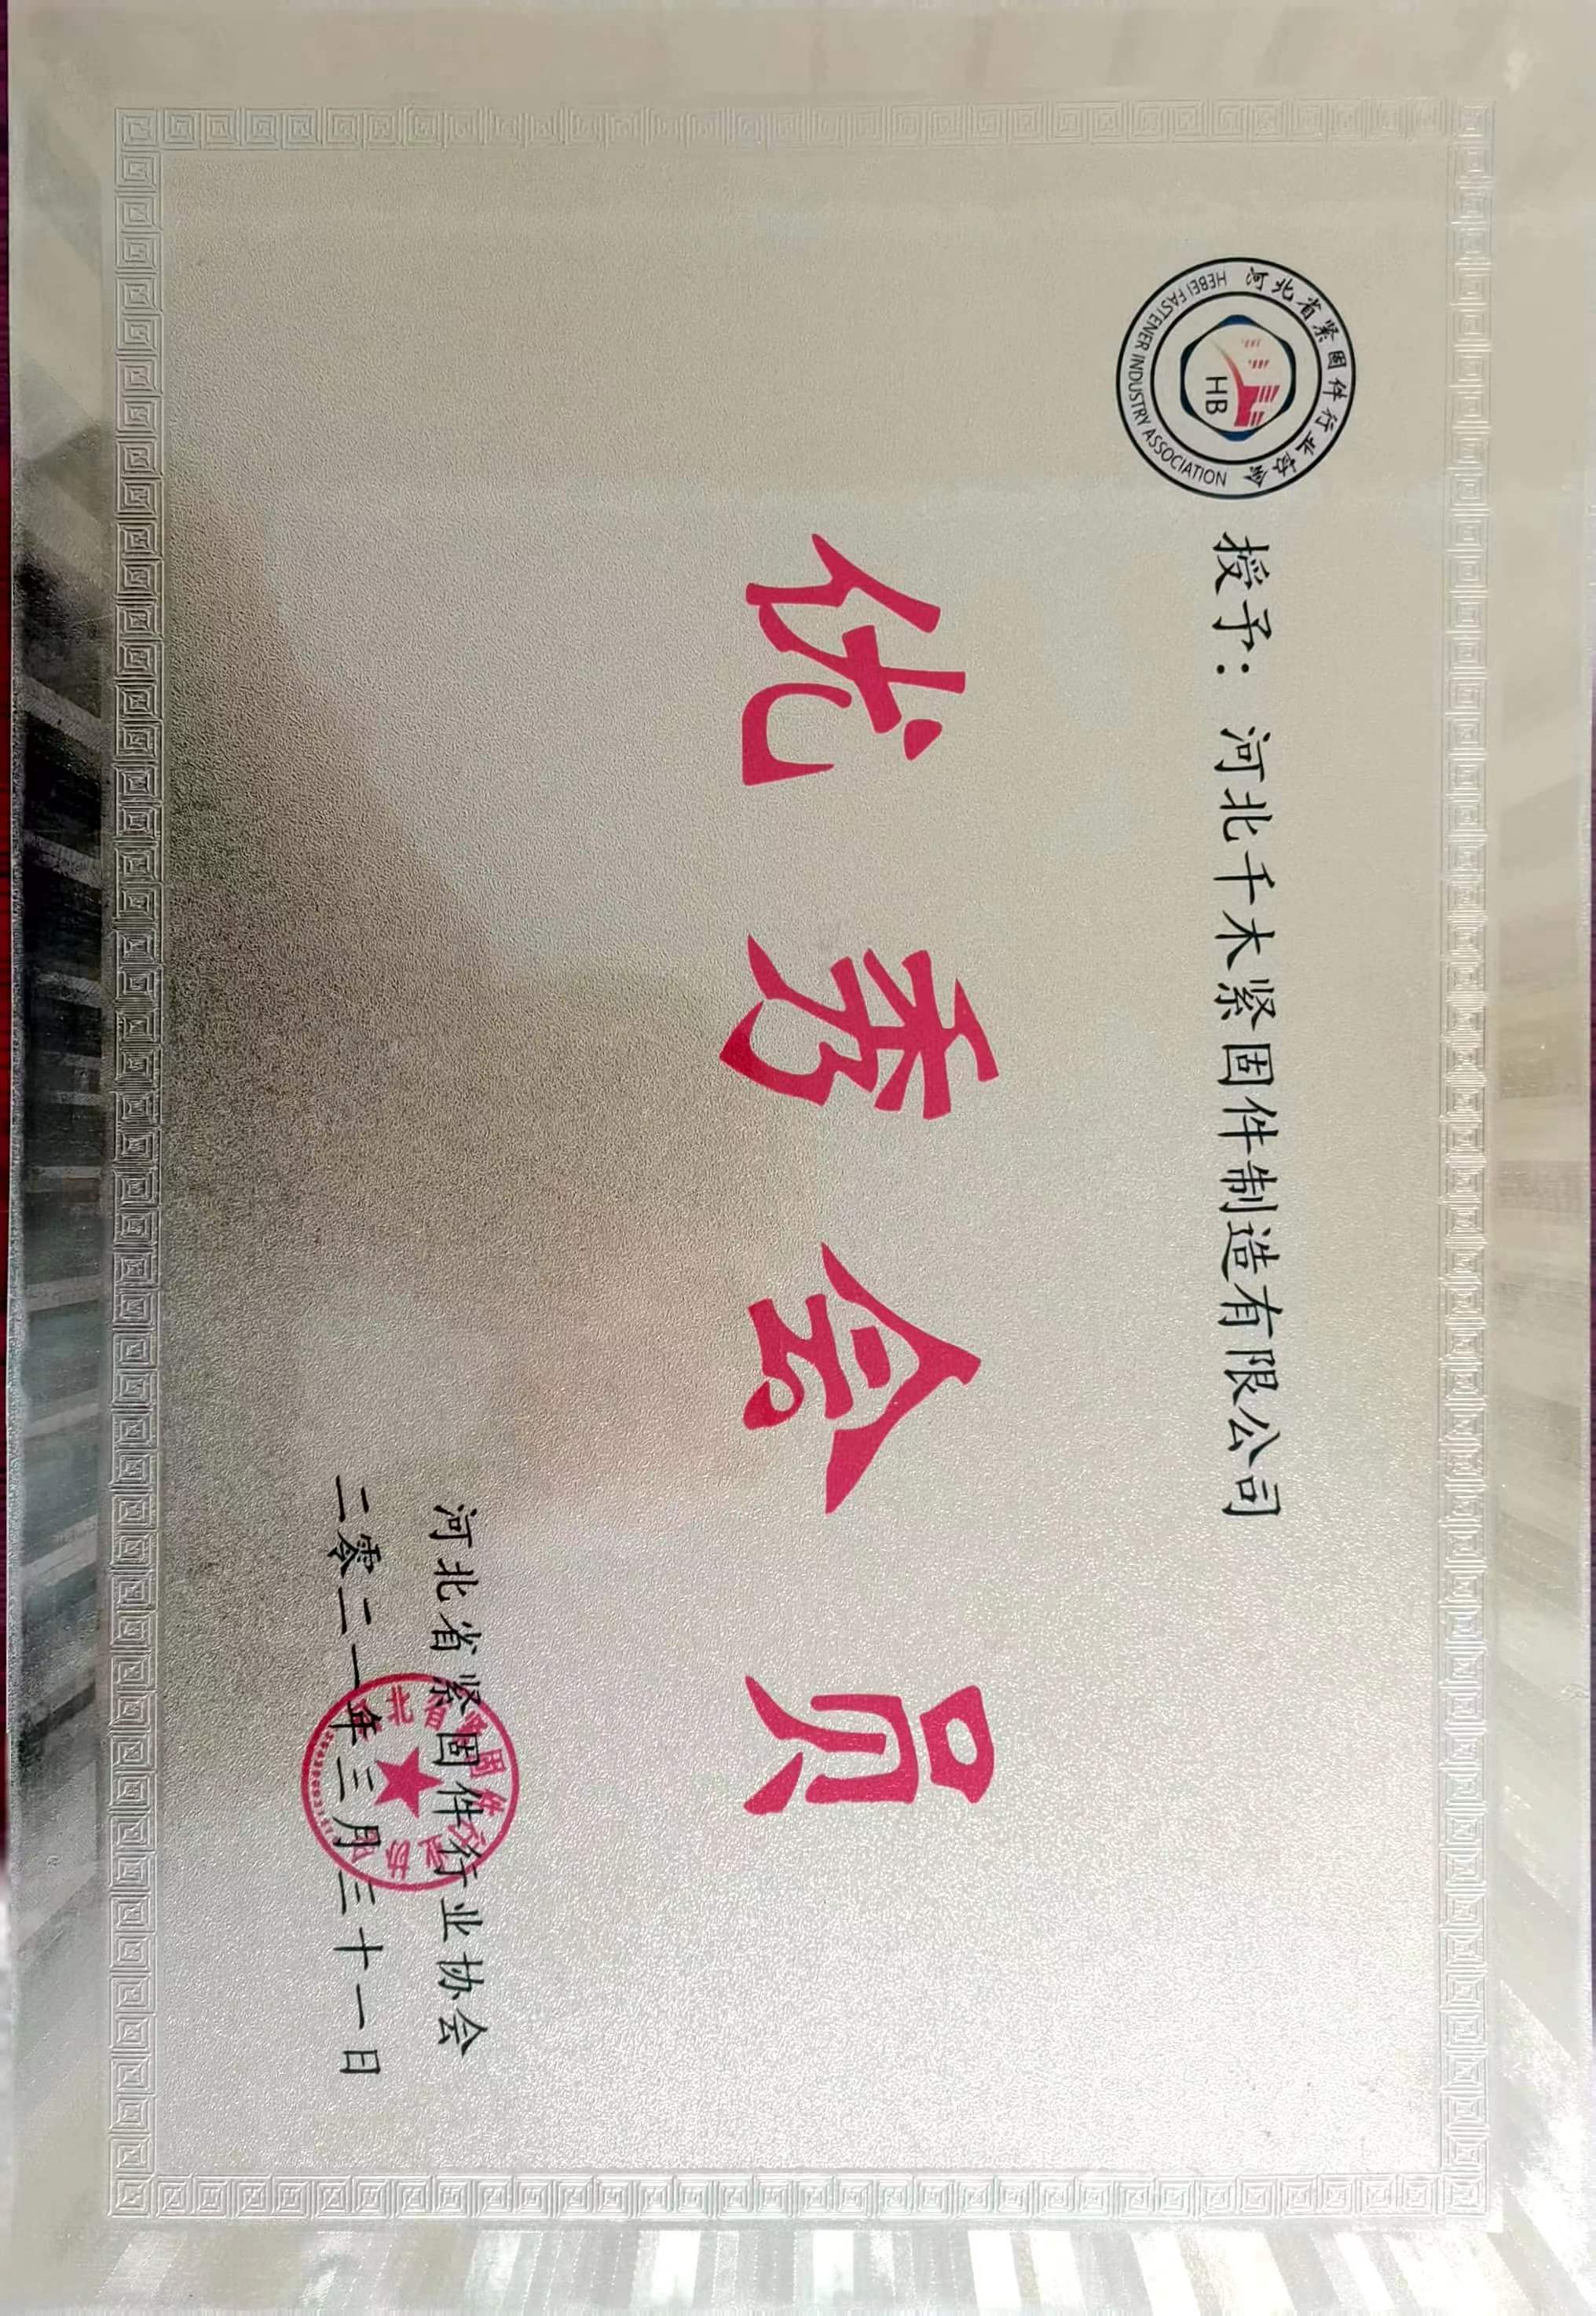 河北省紧固件行业协会
HEBEI FASTENER INDUSTRY ASSOCIATION
HB
授予：河北千木紧固件制造有限公司
优秀会员
河北省紧固件行业协会
二零二一年三月三十一日